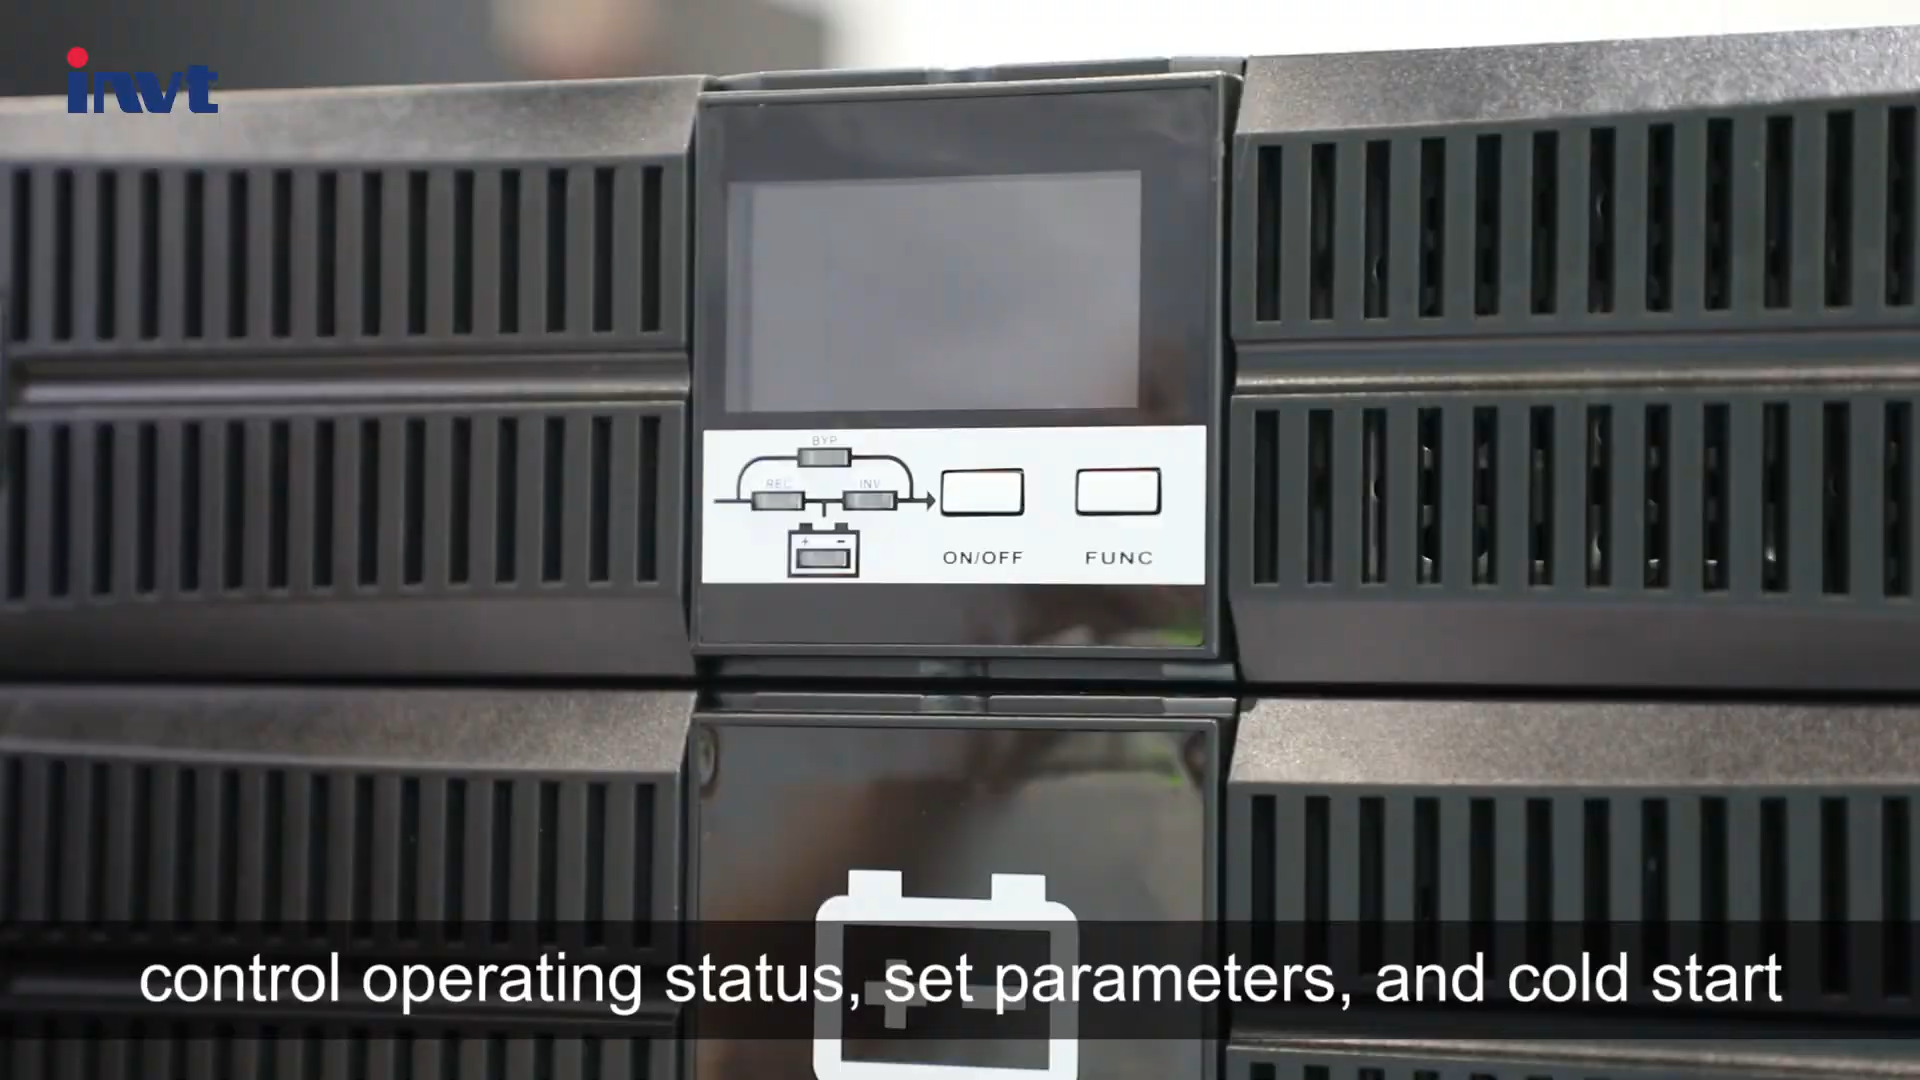 invt
BYP
REC
INV
+ -
ON/OFF
FUNC
control operating status, set parameters, and cold start